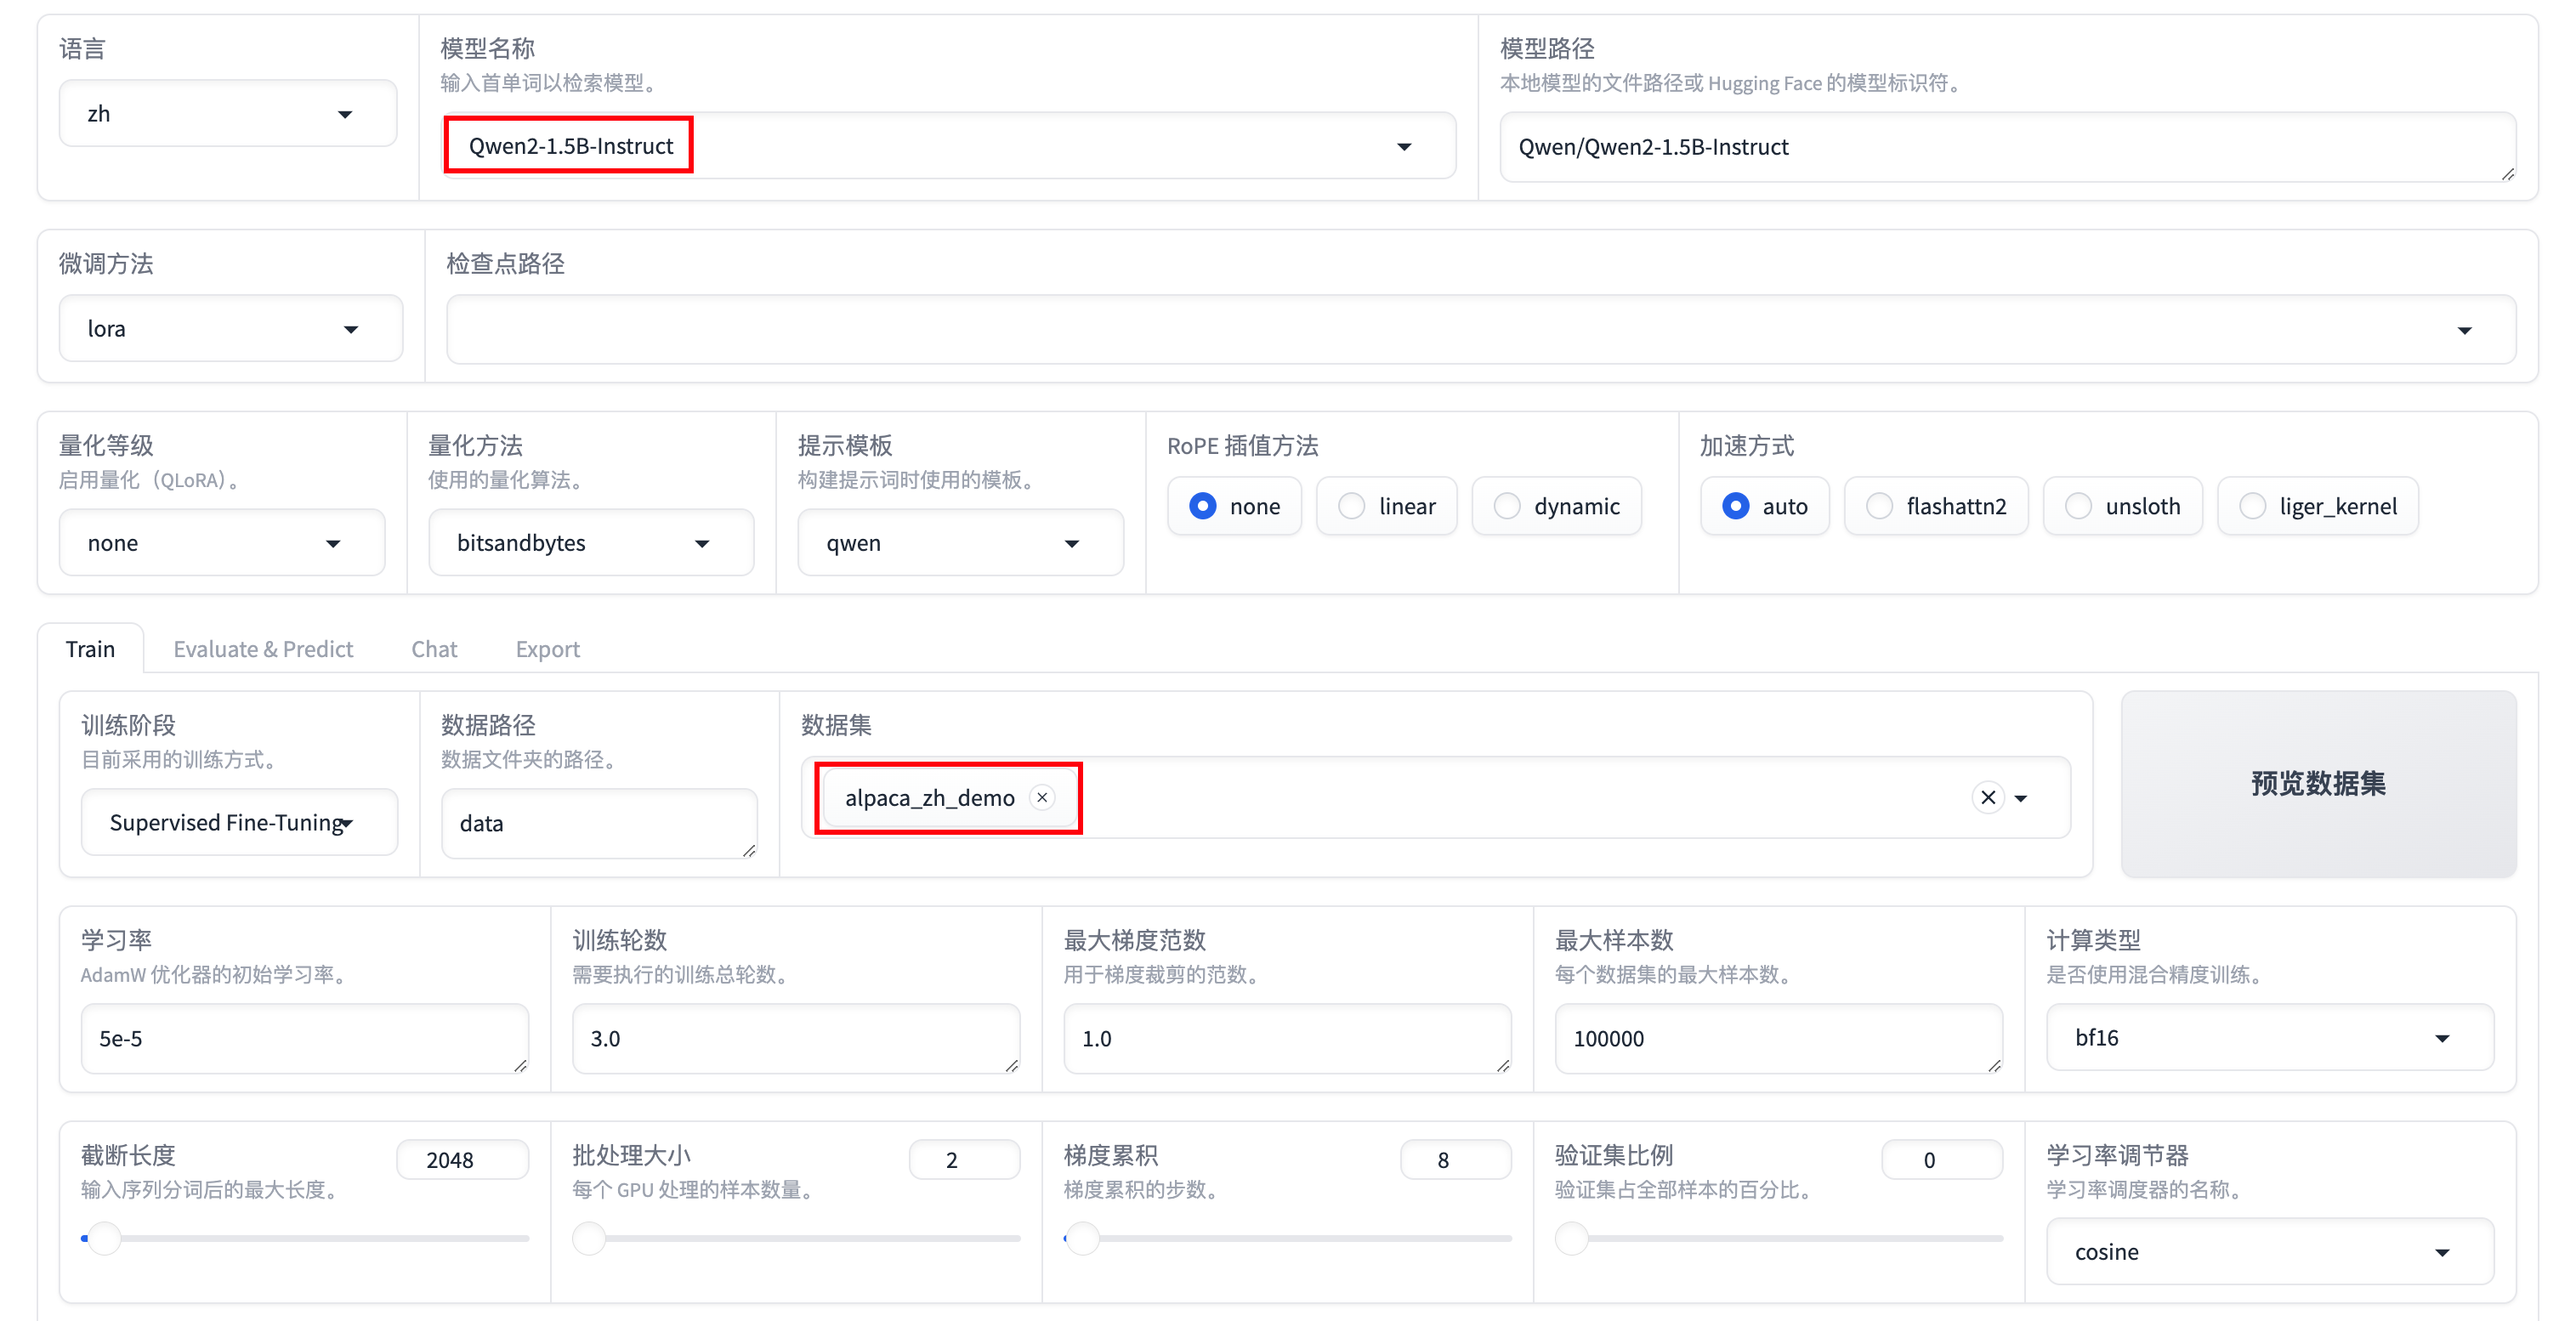 语言
zh
模型名称
输入首单词以检索模型。
Qwen2-1.5B-Instruct
模型路径
本地模型的文件路径或 Hugging Face 的模型标识符。
Qwen/Qwen2-1.5B-Instruct
微调方法
lora
检查点路径
量化等级
启用量化（QLoRA）。
none
量化方法
使用的量化算法。
bitsandbytes
提示模板
构建提示词时使用的模板。
qwen
RoPE 插值方法
none
linear
dynamic
加速方式
auto
flashattn2
unsloth
liger_kernel
Train
Evaluate & Predict
Chat
Export
训练阶段
目前采用的训练方式。
Supervised Fine-Tuning
数据路径
数据文件夹的路径。
data
数据集
alpaca_zh_demo
预览数据集
学习率
AdamW 优化器的初始学习率。
5e-5
训练轮数
需要执行的训练总轮数。
3.0
最大梯度范数
用于梯度裁剪的范数。
1.0
最大样本数
每个数据集的最大样本数。
100000
计算类型
是否使用混合精度训练。
bf16
截断长度
2048
输入序列分词后的最大长度。
批处理大小
2
每个 GPU 处理的样本数量。
梯度累积
8
梯度累积的步数。
验证集比例
0
验证集占全部样本的百分比。
学习率调节器
学习率调度器的名称。
cosine